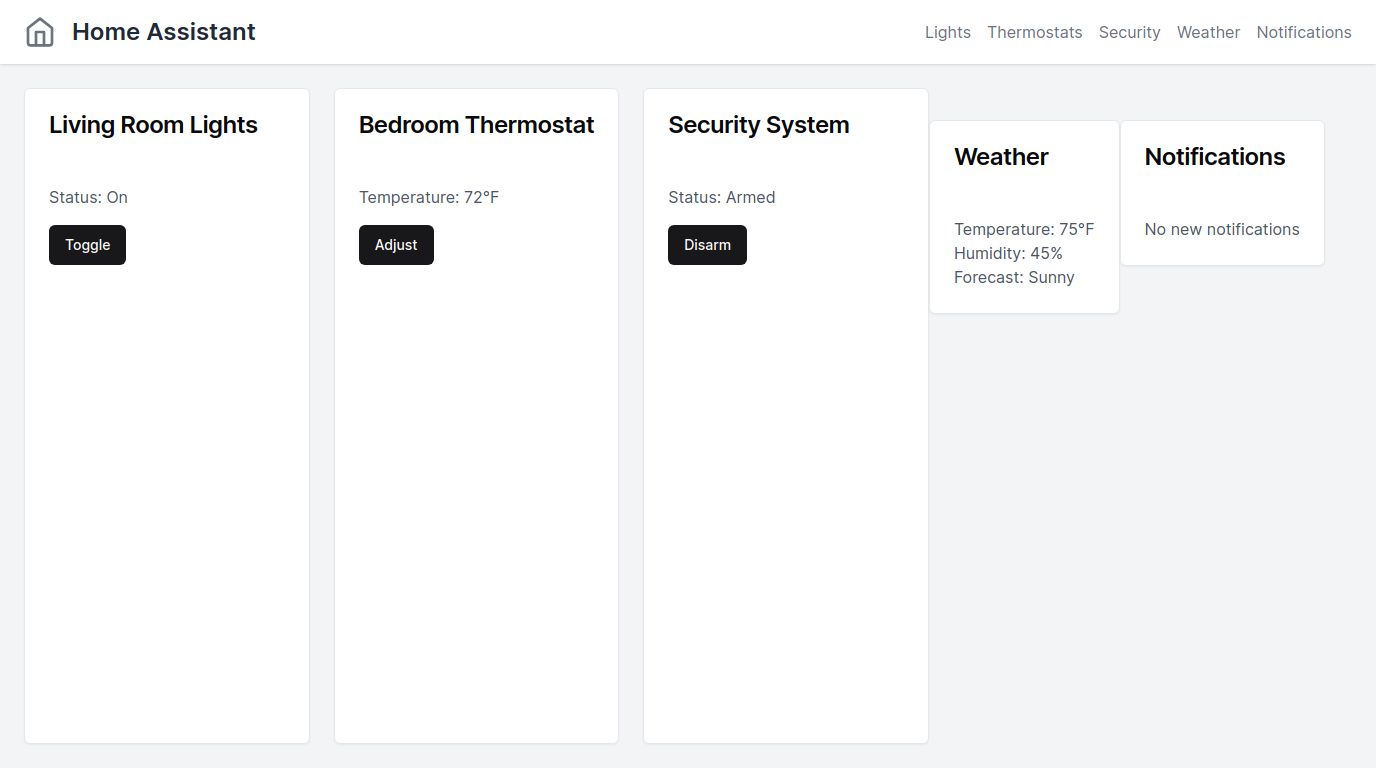 Home Assistant
Lights Thermostats Security Weather Notifications
Living Room Lights
Status: On
Toggle
Bedroom Thermostat
Temperature: 72°F
Adjust
Security System
Status: Armed
Disarm
Weather
Temperature: 75°F
Humidity: 45%
Forecast: Sunny
Notifications
No new notifications